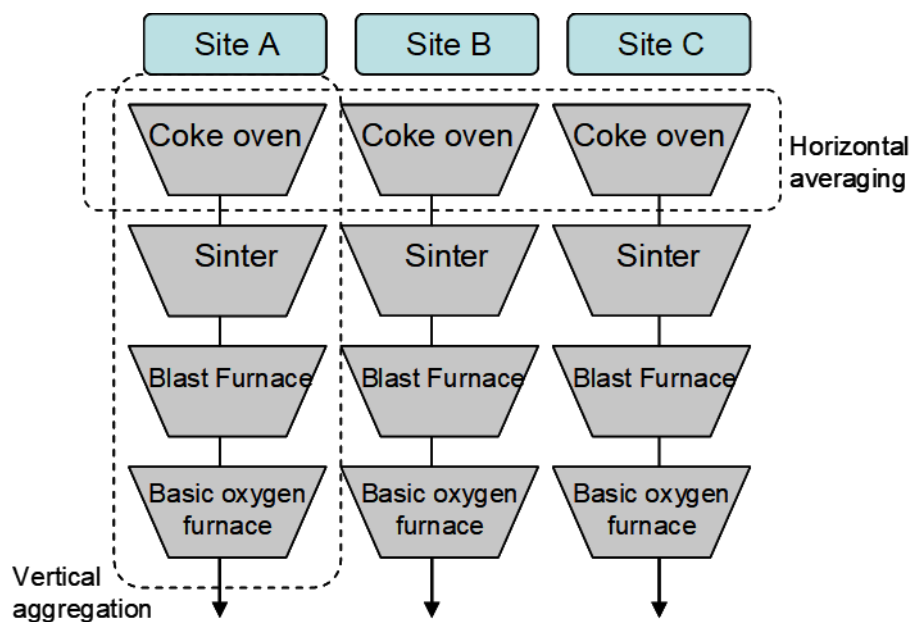 Site A
Site B
Site C
Coke oven
Coke oven
Coke oven
Horizontal
averaging
Sinter
Sinter
Sinter
Blast Furnace
Blast Furnace
Blast Furnace
Basic oxygen
furnace
Basic oxygen
furnace
Basic oxygen
furnace
Vertical
aggregation